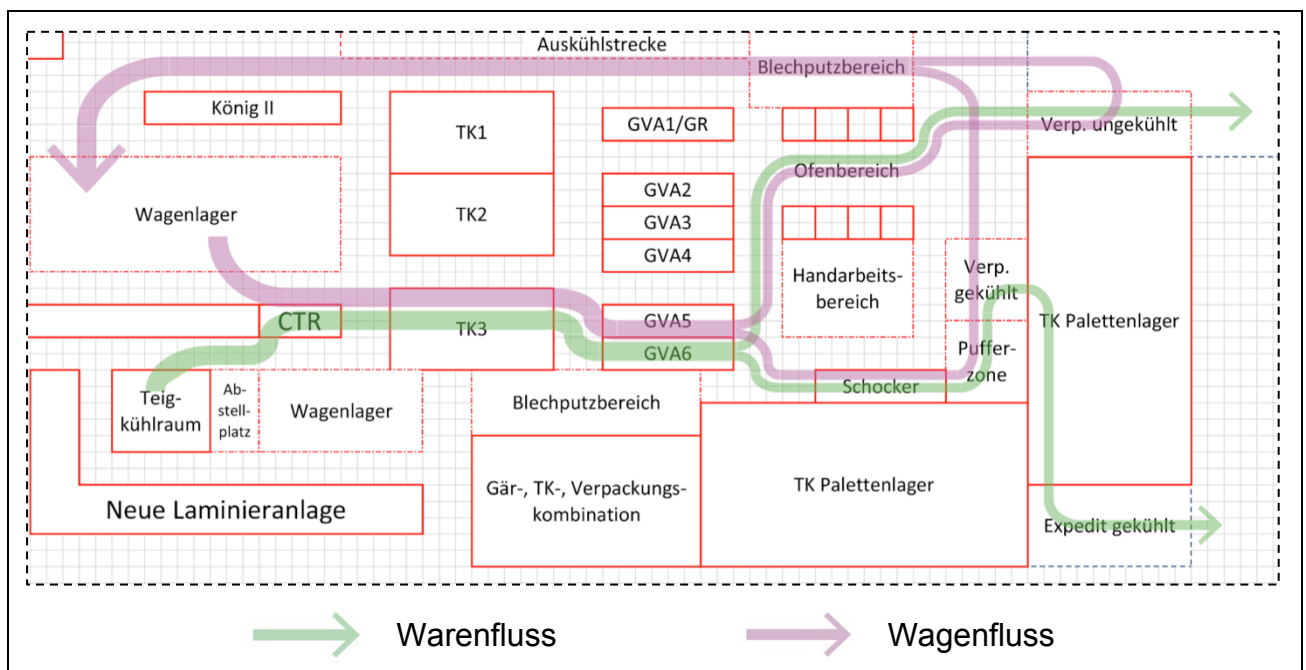 Auskühlstrecke
Blechputzbereich
König II
TK1
GVA1/GR
Verp. ungekühlt
Ofenbereich
GVA2
Wagenlager
TK2
GVA3
GVA4
Handarbeits-
bereich
Verp.
gekühlt
CTR
TK3
GVA5
TK Palettenlager
GVA6
Puffer-
zone
Schocker
Teig-
kühlraum
Ab-
stell-
platz
Wagenlager
Blechputzbereich
Gär-, TK-, Verpackungs-
kombination
TK Palettenlager
Neue Laminieranlage
Expedit gekühlt
Warenfluss
Wagenfluss